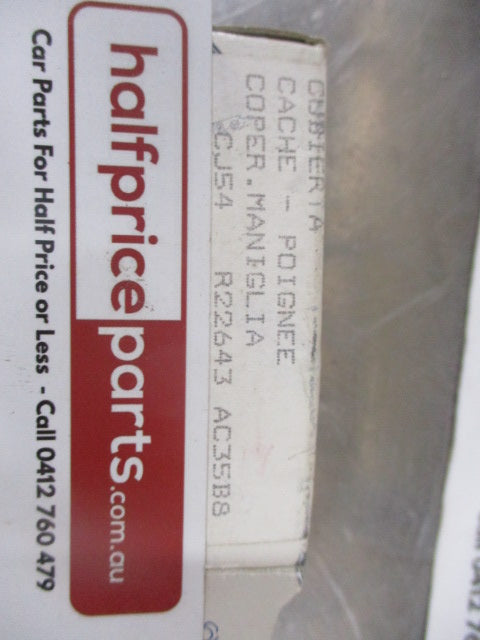 halfpriceparts.com.au
Car Parts For Half Price or Less - Call 0412 760 479
CUBIERTA
CACHE - POIGNEE
COPER.MANIGLIA
CJ54 R22643 AC35B8